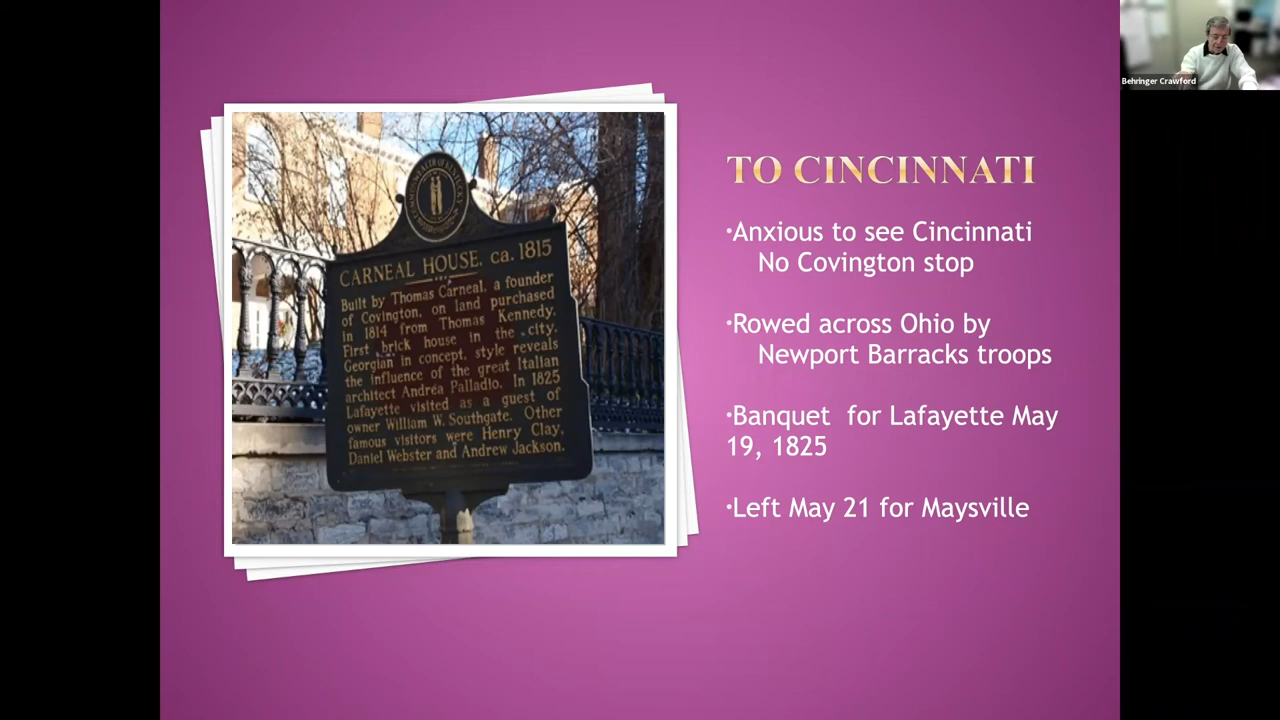 Behringer Crawford
TO CINCINNATI
•Anxious to see Cincinnati
No Covington stop
•Rowed across Ohio by
Newport Barracks troops
•Banquet for Lafayette May
19, 1825
•Left May 21 for Maysville
CARNEAL HOUSE, ca. 1815
Built by Thomas Carneal, a founder
of Covington, on land purchased
in 1814 from Thomas Kennedy.
First brick house in the city.
Georgian in concept, style reveals
the influence of the great Italian
architect Andrea Palladio. In 1825
Lafayette visited as a guest of
owner William W. Southgate. Other
famous visitors were Henry Clay,
Daniel Webster and Andrew Jackson.